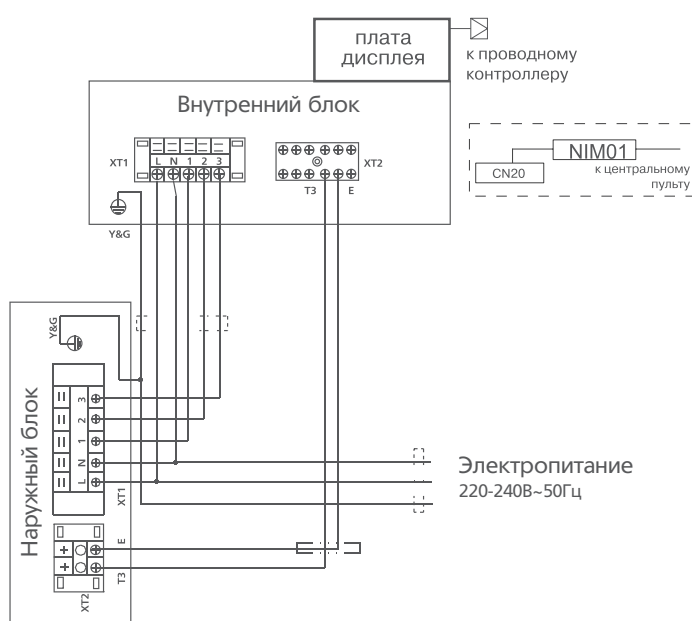 плата
дисплея
к проводному
контроллеру
Внутренний блок
XT1
L N 1 2 3
XT2
T3 E
Y&G
NIM01
CN20
к центральному
пульту
Наружный блок
Y&G
3
2
1
N
L
XT1
E
T3
XT2
Электропитание
220-240В~50Гц